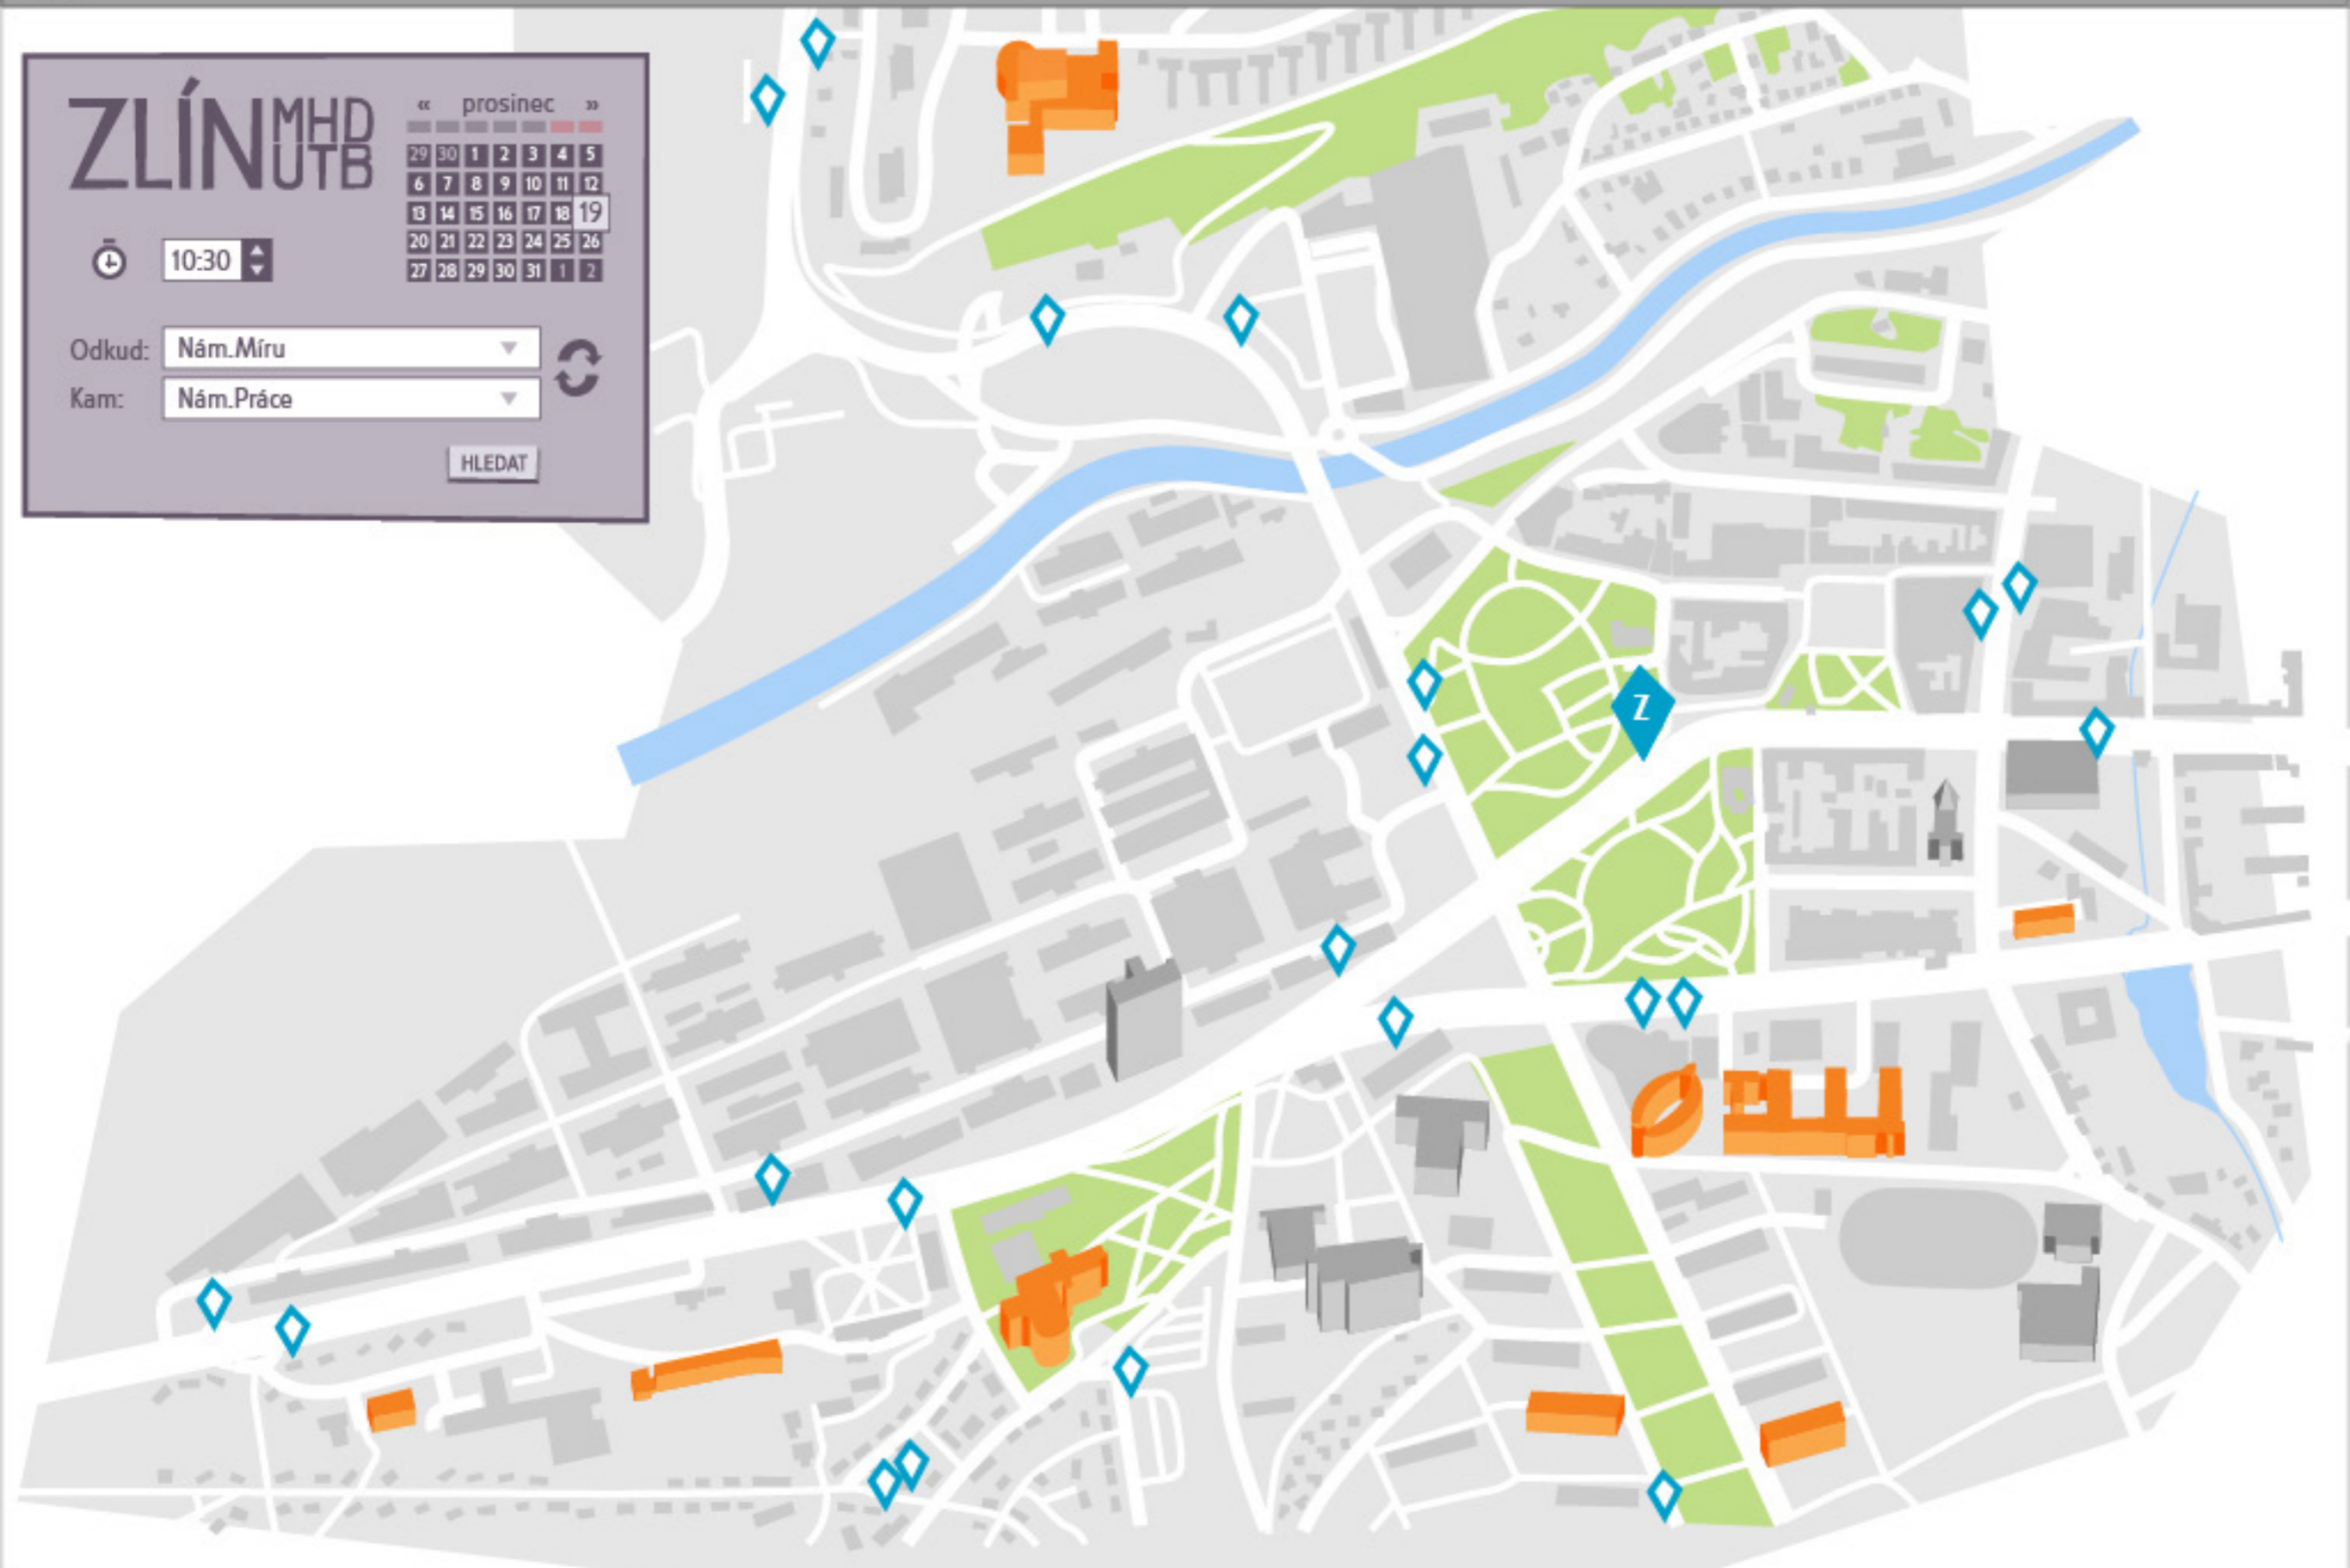 ZLÍN MHD UTB
« prosinec »
29 30 1 2 3 4 5
6 7 8 9 10 11 12
13 14 15 16 17 18 19
20 21 22 23 24 25 26
27 28 29 30 31 1 2
10:30
Odkud: Nám.Míru
Kam: Nám.Práce
HLEDAT
Z